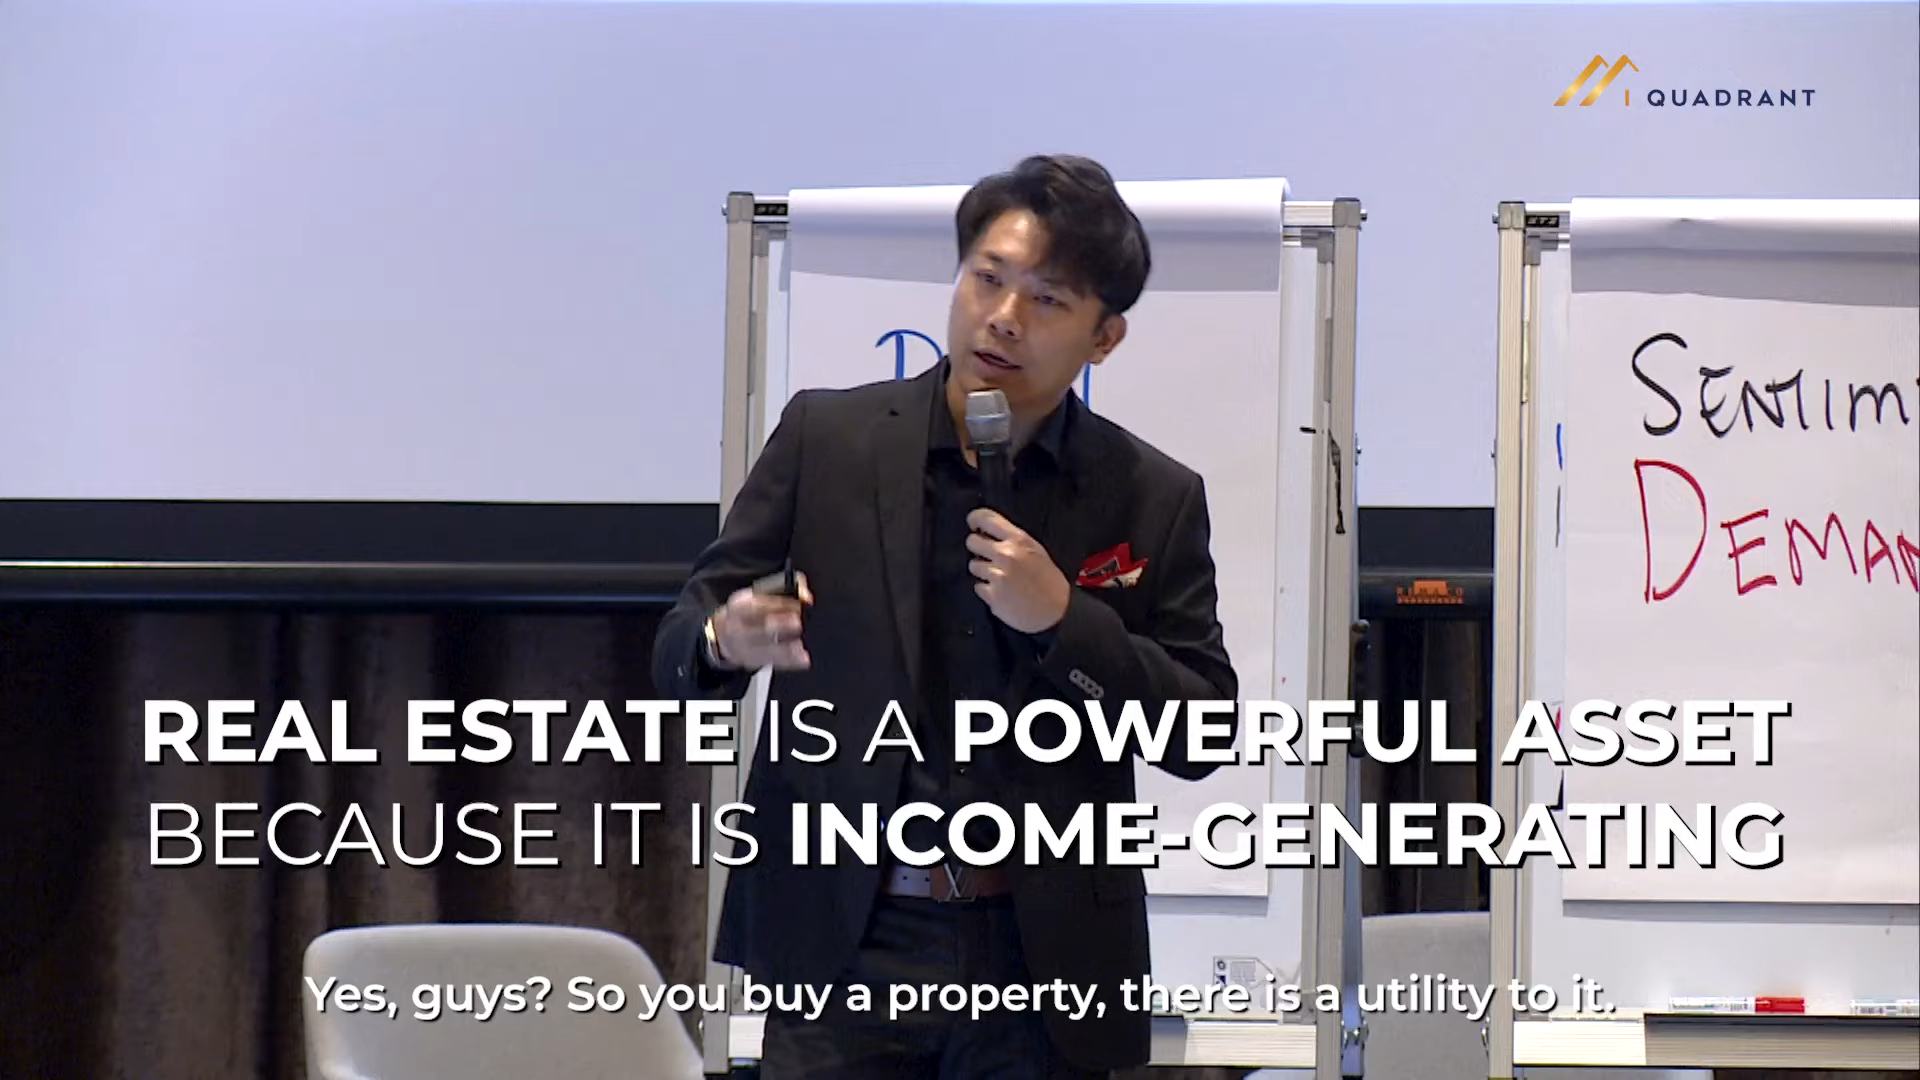 I QUADRANT
SENTIM
DEMAN
REMACO
REAL ESTATE IS A POWERFUL ASSET
BECAUSE IT IS INCOME-GENERATING
Yes, guys? So you buy a property, there is a utility to it.